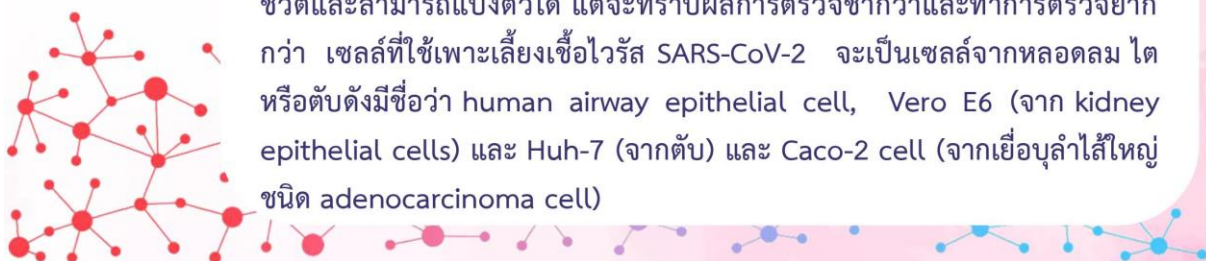 ชีวิตและสามารถแบ่งตัวได้ แต่จะทราบผลการตรวจช้ากว่าและทำการตรวจยาก
กว่า เซลล์ที่ใช้เพาะเลี้ยงเชื้อไวรัส SARS-CoV-2 จะเป็นเซลล์จากหลอดลม ไต
หรือตับดังมีชื่อว่า human airway epithelial cell, Vero E6 (จาก kidney
epithelial cells) และ Huh-7 (จากตับ) และ Caco-2 cell (จากเยื่อบุลำไส้ใหญ่
ชนิด adenocarcinoma cell)